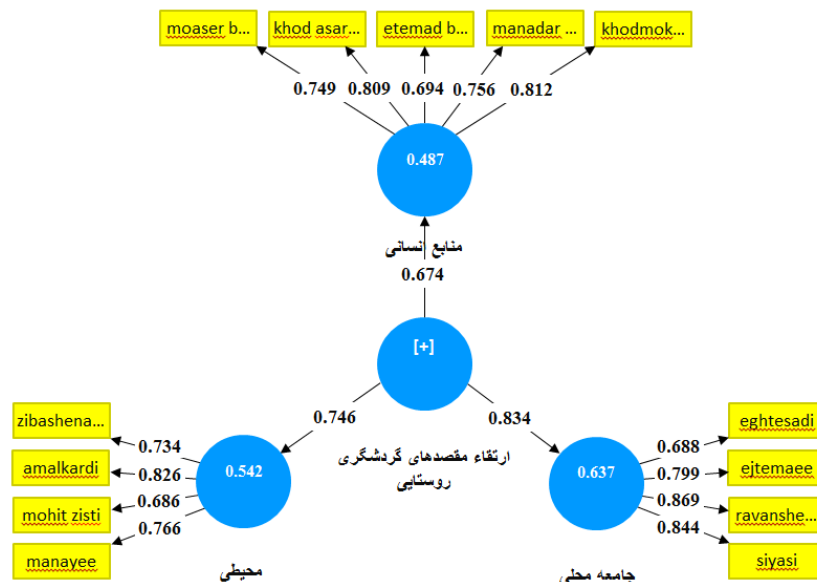 moaser b...
khod asar...
etemad b...
manadar ...
khodmok...
0.749
0.809
0.694
0.756
0.812
0.487
منابع انسانی
0.674
[+]
0.746
0.834
ارتقاء مقصدهای گردشگری
روستایی
zibashena...
amalkardi
mohit zisti
manayee
0.734
0.826
0.686
0.766
0.542
محیطی
0.637
جامعه محلی
0.688
0.799
0.869
0.844
eghtesadi
ejtemaee
ravanshe...
siyasi